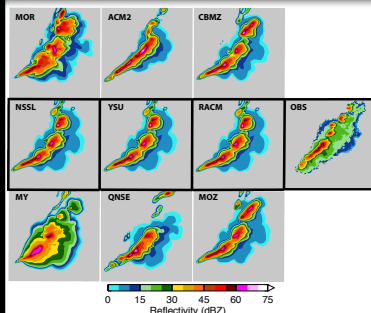 MOR ACM2 CBMZ
NSSL YSU RACM OBS
MY QNSE MOZ
0 15 30 45 60 75
Reflectivity (dBZ)